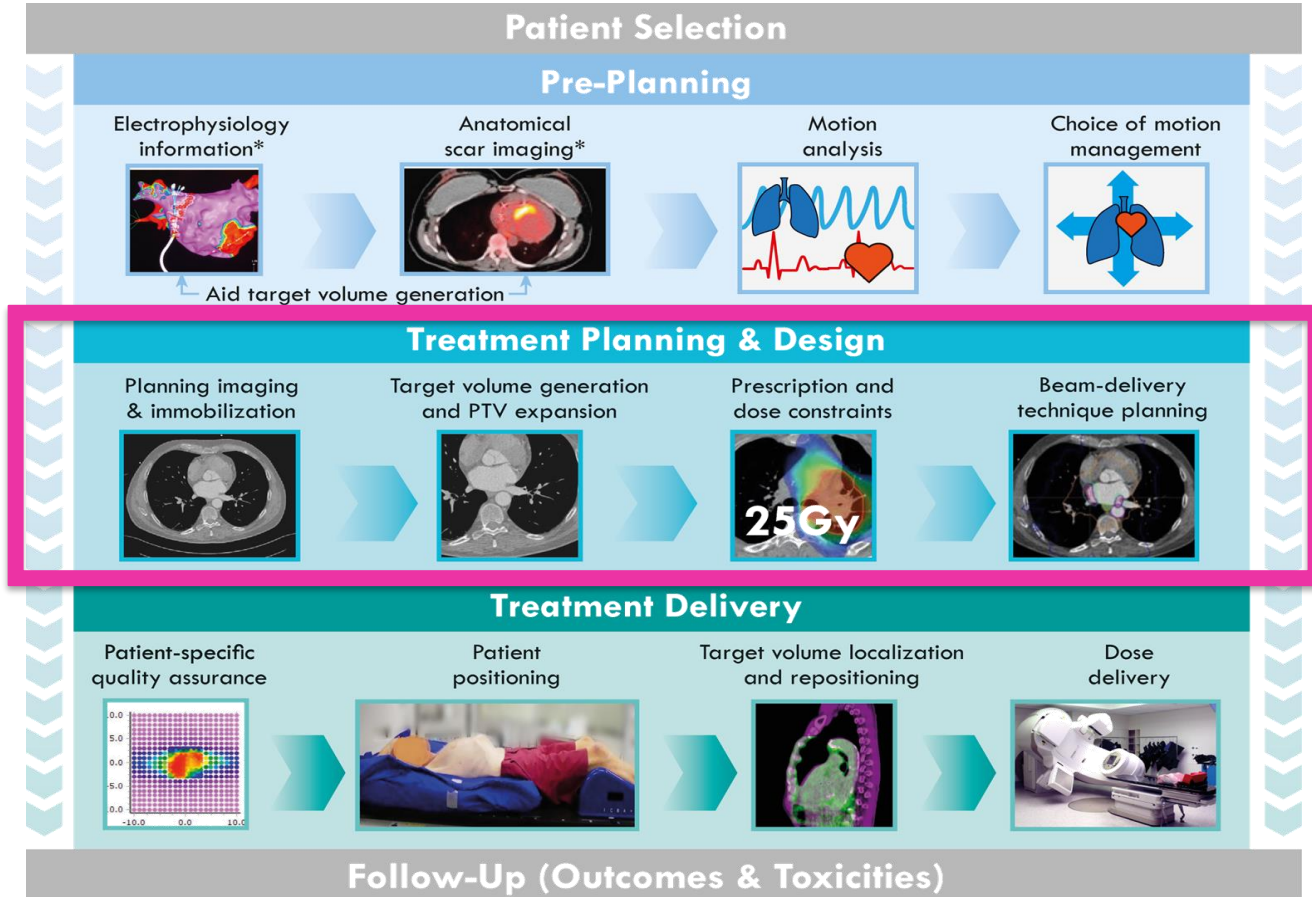 Patient Selection
Pre-Planning
Electrophysiology
information*
Anatomical
scar imaging*
Motion
analysis
Choice of motion
management
Aid target volume generation
Treatment Planning & Design
Planning imaging
& immobilization
Target volume generation
and PTV expansion
Prescription and
dose constraints
25Gy
Beam-delivery
technique planning
Treatment Delivery
Patient-specific
quality assurance
Patient
positioning
Target volume localization
and repositioning
Dose
delivery
.0.0
5.0
0.0
-5.0
.0.0
-10.0 0.0 10.0
Follow-Up (Outcomes & Toxicities)